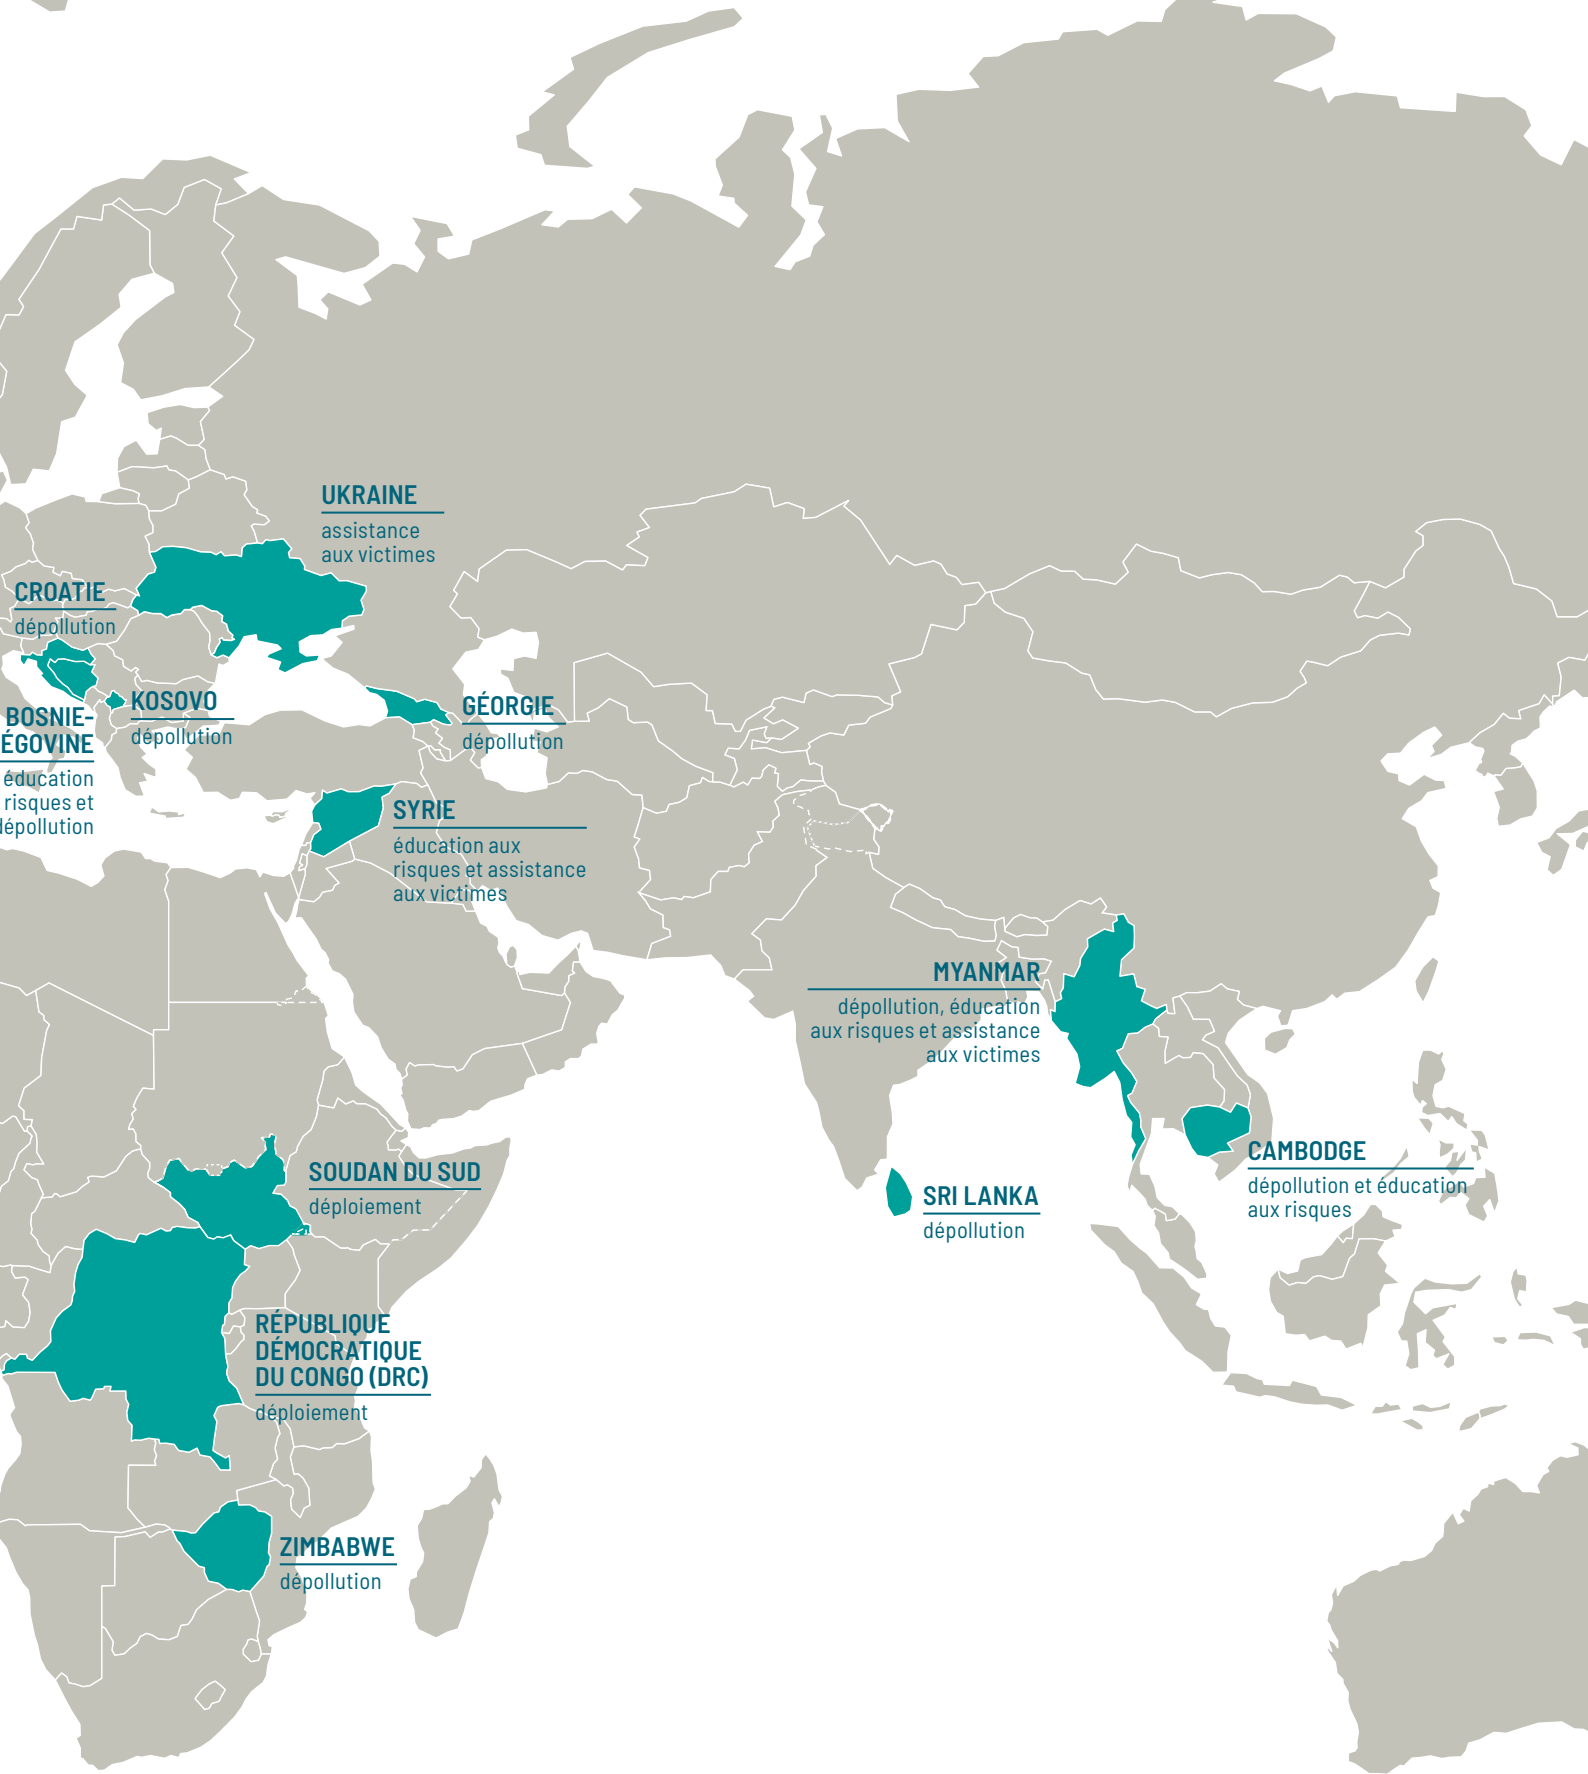 UKRAINE
assistance
aux victimes
CROATIE
dépollution
KOSOVO
dépollution
BOSNIE-
ÉGOVINE
éducation
risques et
dépollution
GÉORGIE
dépollution
SYRIE
éducation aux
risques et assistance
aux victimes
MYANMAR
dépollution, éducation
aux risques et assistance
aux victimes
CAMBODGE
dépollution et éducation
aux risques
SRI LANKA
dépollution
SOUDAN DU SUD
déploiement
RÉPUBLIQUE
DÉMOCRATIQUE
DU CONGO (DRC)
déploiement
ZIMBABWE
dépollution